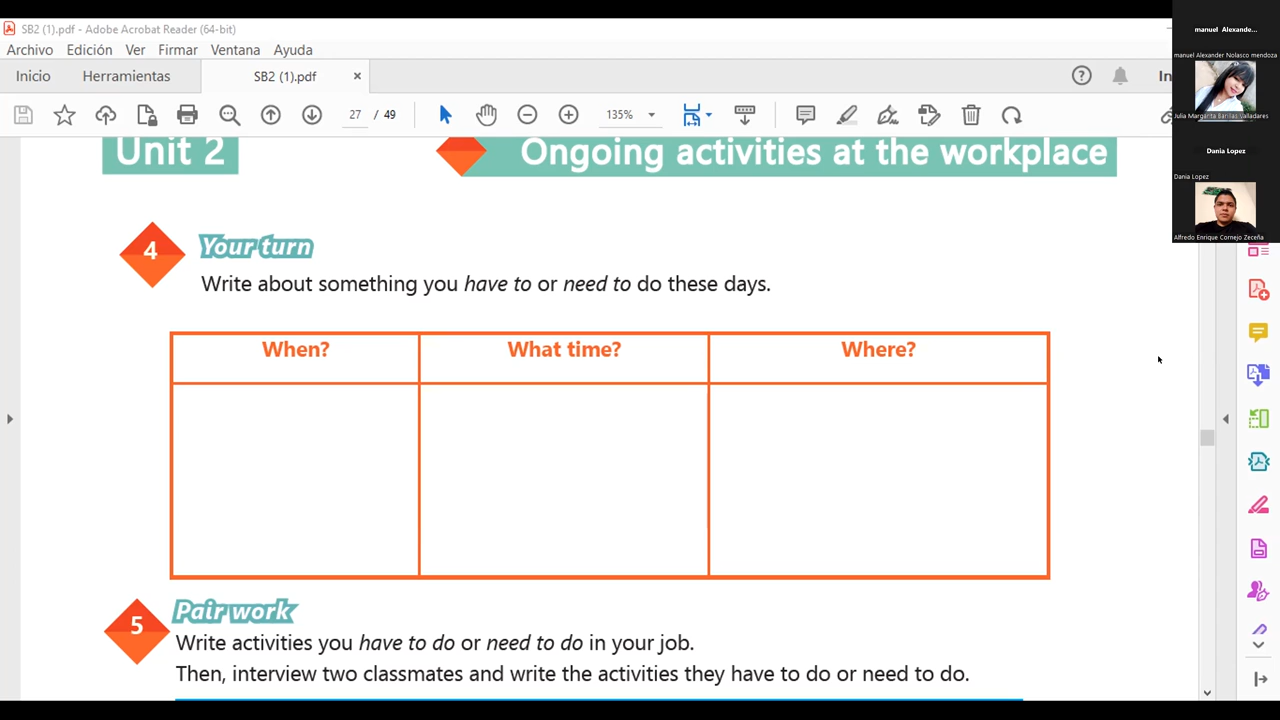 SB2 (1).pdf - Adobe Acrobat Reader (64-bit)
Archivo Edición Ver Firmar Ventana Ayuda
Inicio Herramientas SB2 (1).pdf × In
27 / 49 135%
manuel Alexande...
manuel Alexander Nolasco mendoza
Julia Margarita Barillas Valladares
Dania Lopez
Dania Lopez
Alfredo Enrique Cornejo Zeceña
Unit 2 Ongoing activities at the workplace
4 Your turn
Write about something you have to or need to do these days.
When? What time? Where?
5 Pair work
Write activities you have to do or need to do in your job.
Then, interview two classmates and write the activities they have to do or need to do.